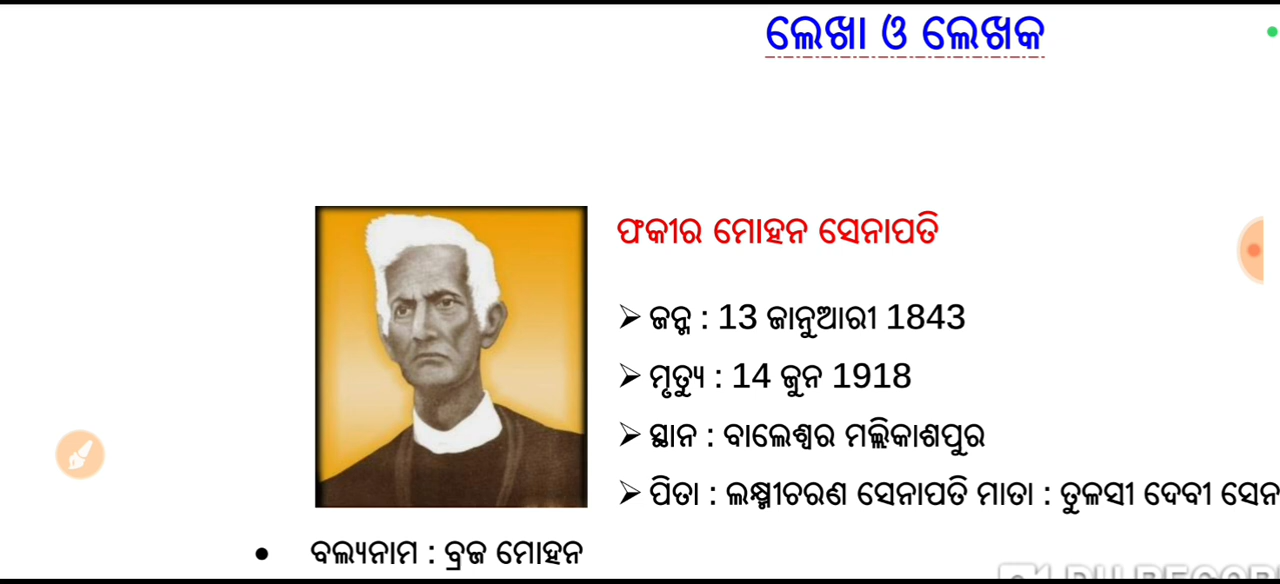 ଲେଖା ଓ ଲେଖକ
ଫକୀର ମୋହନ ସେନାପତି
➢ ଜନ୍ମ : 13 ଜାନୁଆରୀ 1843
➢ ମୃତ୍ୟୁ : 14 ଜୁନ 1918
➢ ସ୍ଥାନ : ବାଲେଶ୍ୱର ମଲ୍ଲିକାଶପୁର
➢ ପିତା : ଲକ୍ଷ୍ମୀଚରଣ ସେନାପତି ମାତା : ତୁଳସୀ ଦେବୀ
• ବଲ୍ୟନାମ : ବ୍ରଜ ମୋହନ